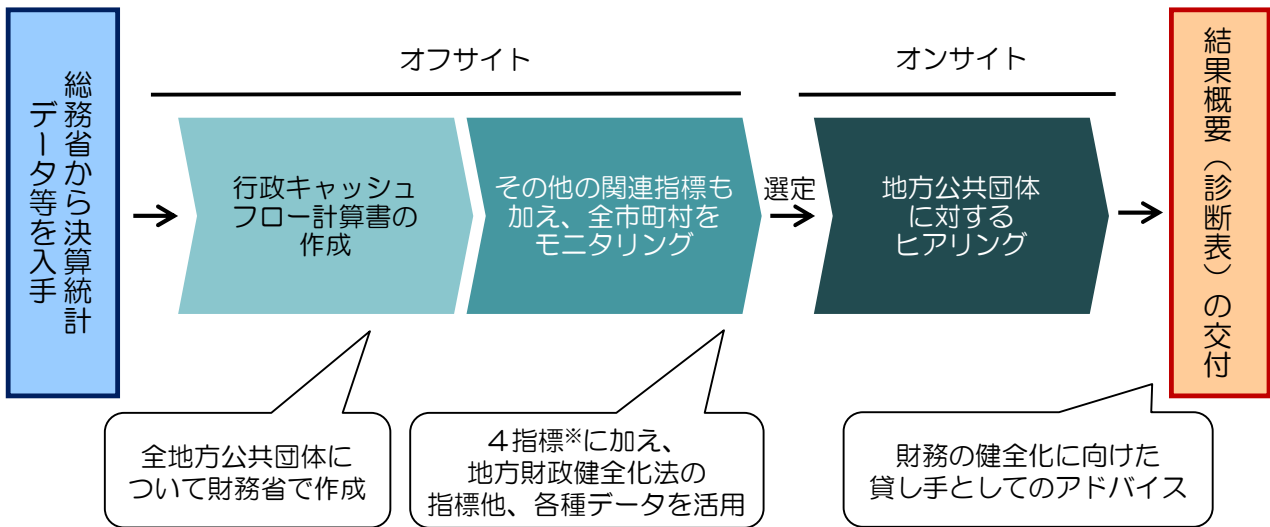 総務省から決算統計
データ等を入手
オフサイト
行政キャッシュ
フロー計算書の
作成
その他の関連指標も
加え、全市町村を
モニタリング
選定
オンサイト
地方公共団体
に対する
ヒアリング
結果概要（診断表）の交付
全地方公共団体に
ついて財務省で作成
４指標※に加え、
地方財政健全化法の
指標他、各種データを活用
財務の健全化に向けた
貸し手としてのアドバイス